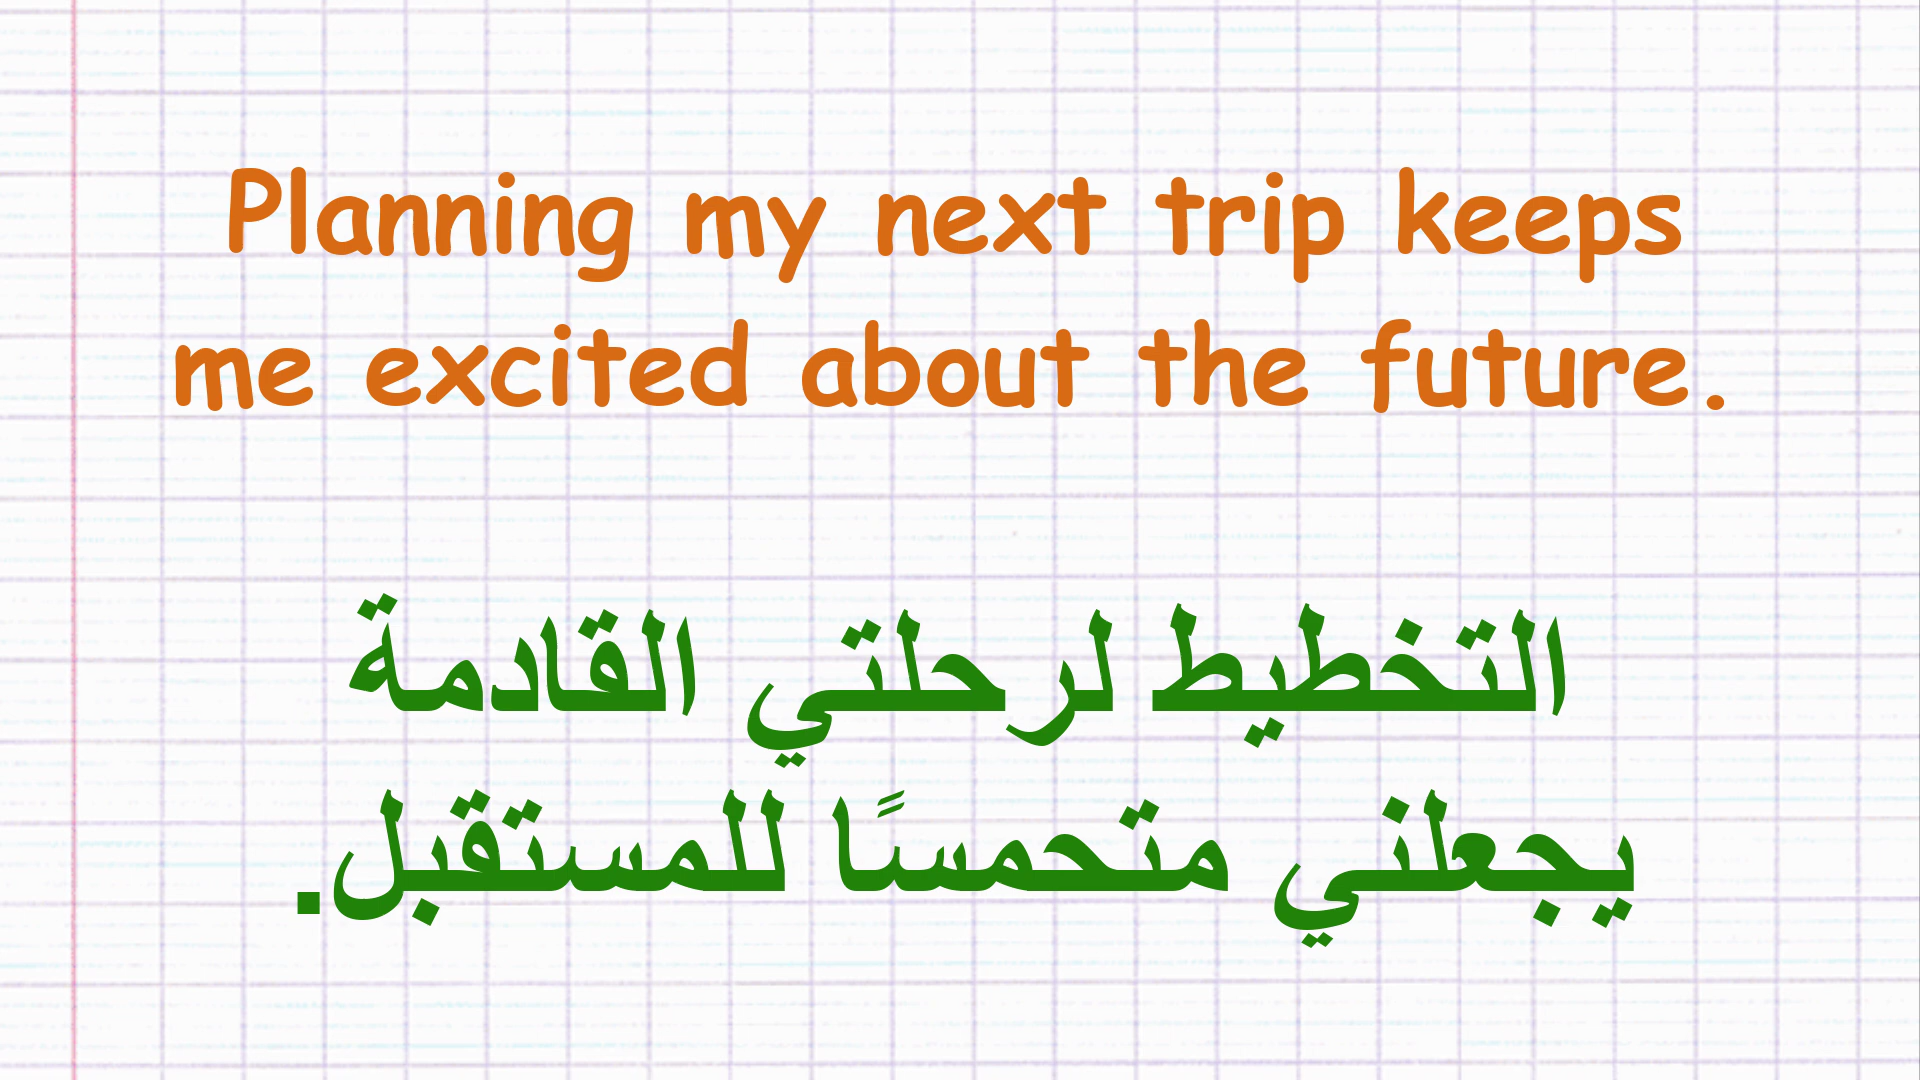 Planning my next trip keeps
me excited about the future.
التخطيط لرحلتي القادمة
يجعلني متحمسًا للمستقبل.